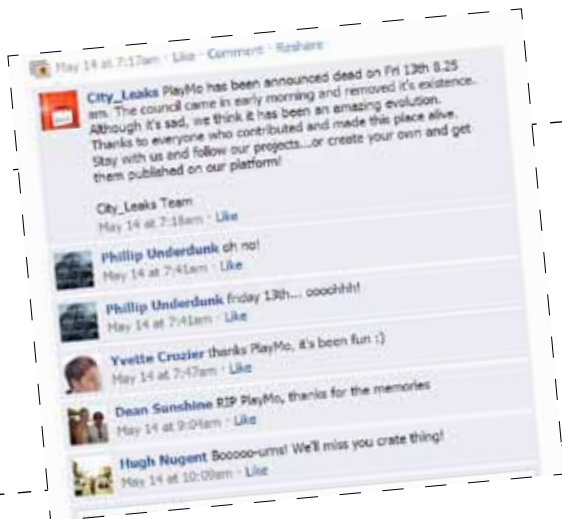 May 14 at 7:17am · Like · Comment · Reshare
City_Leaks PlayMo has been announced dead on Fri 13th 8.25
am. The council came in early morning and removed it's existence.
Although it's sad, we think it has been an amazing evolution.
Thanks to everyone who contributed and made this place alive.
Stay with us and follow our projects...or create your own and get
them published on our platform!
City_Leaks Team
May 14 at 7:18am · Like
Phillip Underdunk oh no!
May 14 at 7:41am · Like
Phillip Underdunk friday 13th... oooohhh!
May 14 at 7:41am · Like
Yvette Crozier thanks PlayMo, it's been fun :)
May 14 at 7:47am · Like
Dean Sunshine RIP PlayMo, thanks for the memories
May 14 at 9:04am · Like
Hugh Nugent Booooo-ums! We'll miss you crate thing!
May 14 at 10:09am · Like